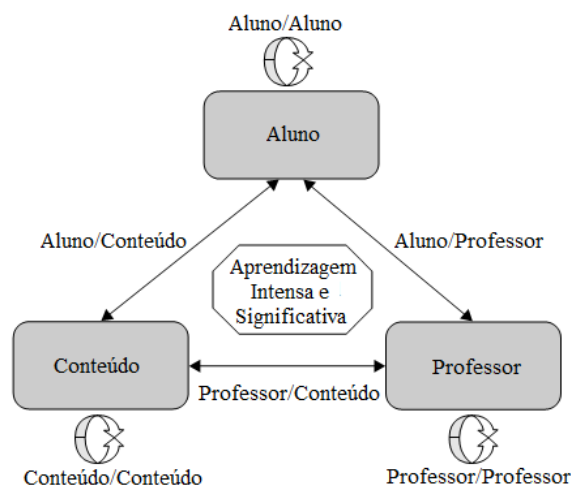 Aluno/Aluno
Aluno
Aluno/Conteúdo
Aluno/Professor
Aprendizagem
Intensa e
Significativa
Conteúdo
Professor
Professor/Conteúdo
Conteúdo/Conteúdo
Professor/Professor